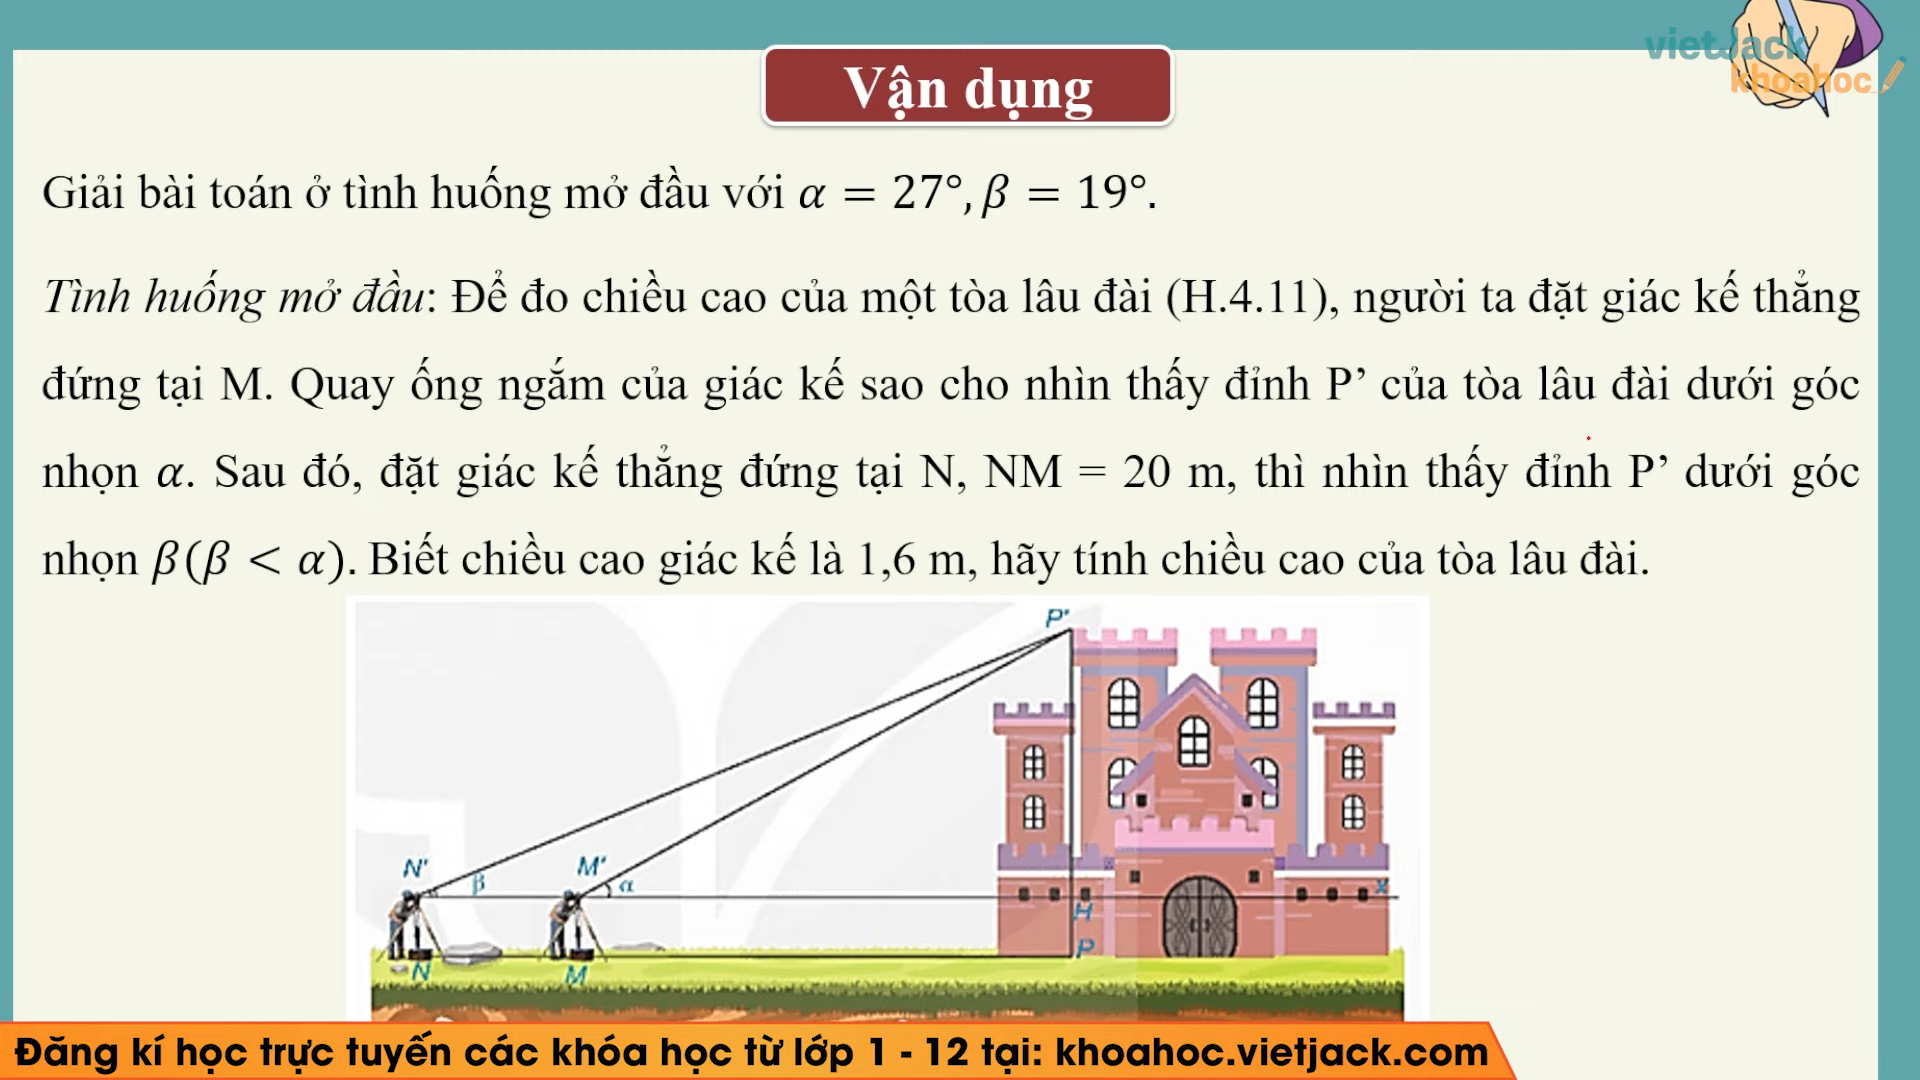 vietJack
khoahoc
Vận dụng
Giải bài toán ở tình huống mở đầu với α = 27°, β = 19°.
Tình huống mở đầu: Để đo chiều cao của một tòa lâu đài (H.4.11), người ta đặt giác kế thẳng
đứng tại M. Quay ống ngắm của giác kế sao cho nhìn thấy đỉnh P’ của tòa lâu đài dưới góc
nhọn α. Sau đó, đặt giác kế thẳng đứng tại N, NM = 20 m, thì nhìn thấy đỉnh P’ dưới góc
nhọn β(β < α). Biết chiều cao giác kế là 1,6 m, hãy tính chiều cao của tòa lâu đài.
P'
N' β M' α x
H
N M P
Đăng kí học trực tuyến các khóa học từ lớp 1 - 12 tại: khoahoc.vietjack.com